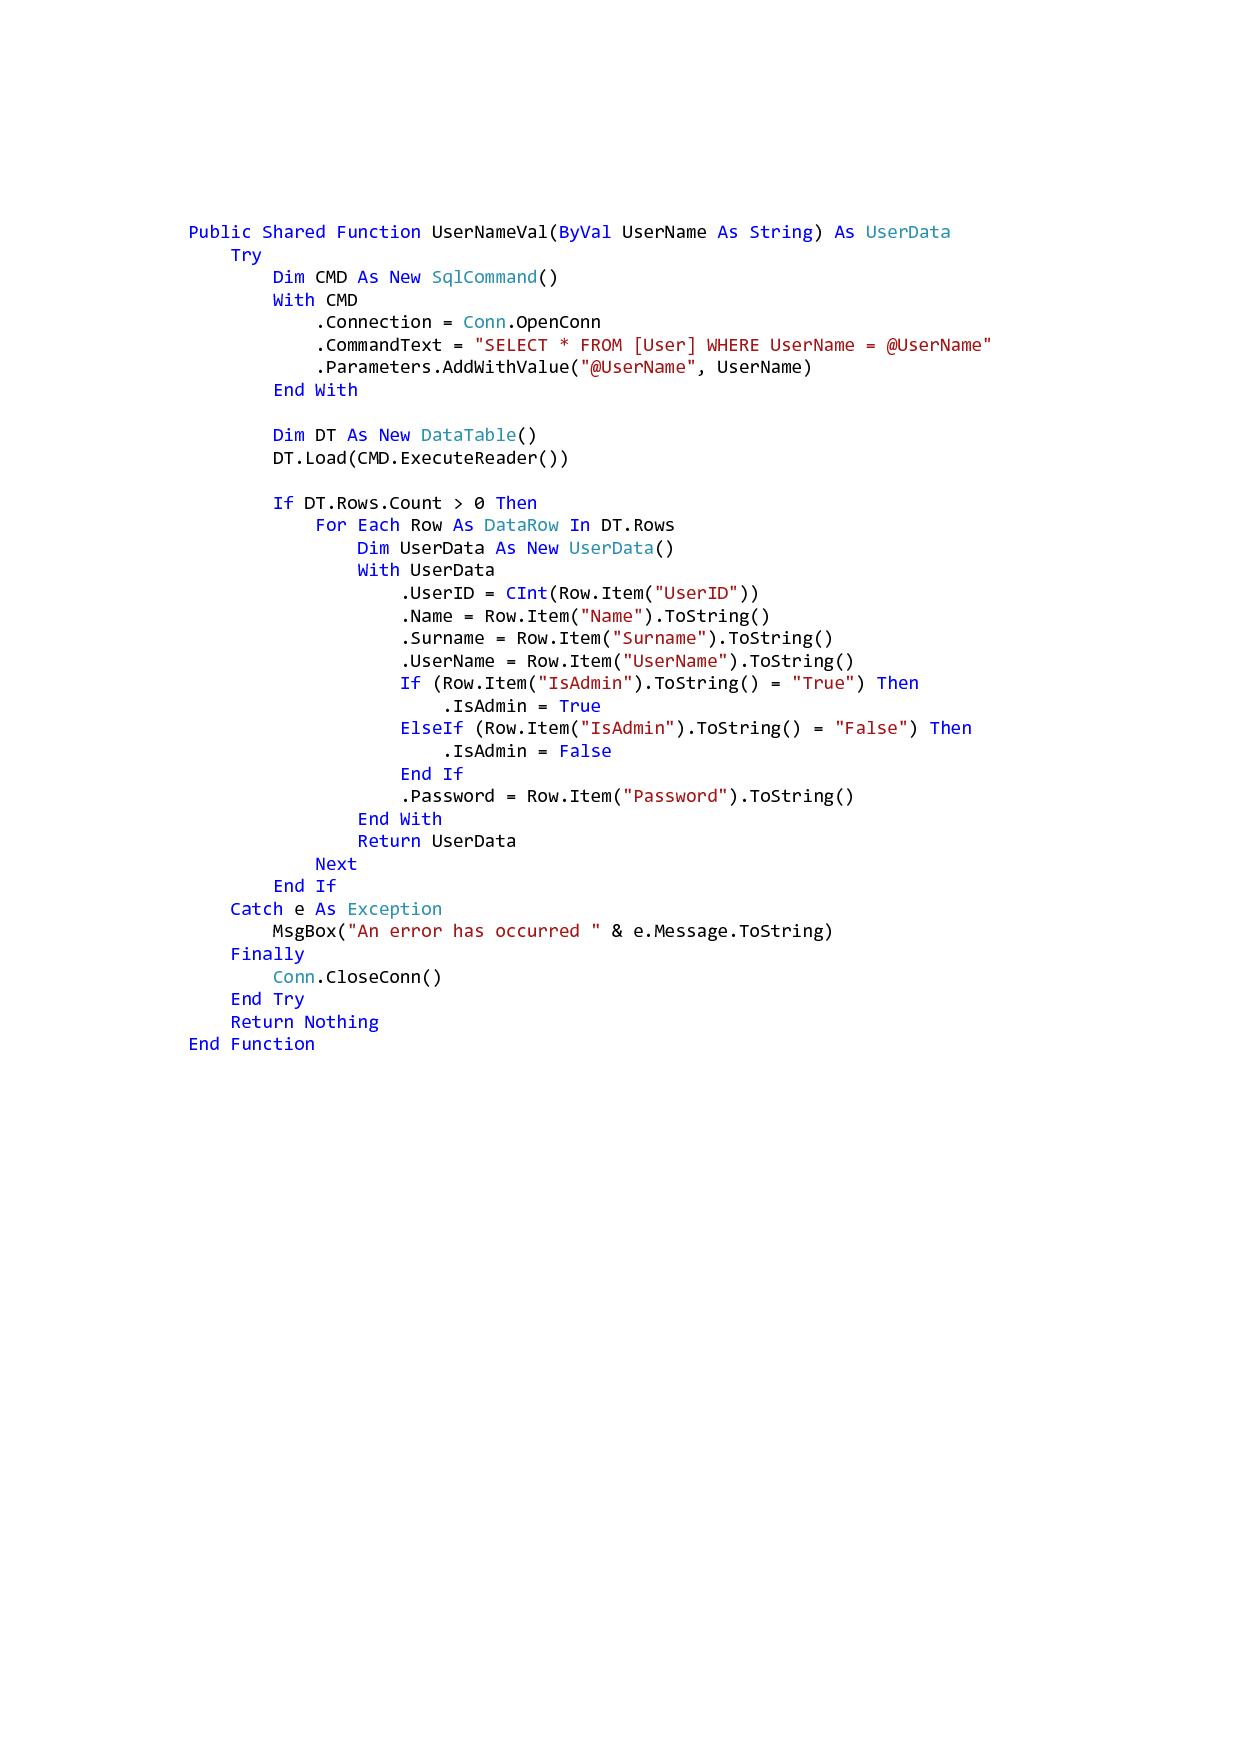 Public Shared Function UserNameVal(ByVal UserName As String) As UserData
    Try
        Dim CMD As New SqlCommand()
        With CMD
            .Connection = Conn.OpenConn
            .CommandText = "SELECT * FROM [User] WHERE UserName = @UserName"
            .Parameters.AddWithValue("@UserName", UserName)
        End With

        Dim DT As New DataTable()
        DT.Load(CMD.ExecuteReader())

        If DT.Rows.Count > 0 Then
            For Each Row As DataRow In DT.Rows
                Dim UserData As New UserData()
                With UserData
                    .UserID = CInt(Row.Item("UserID"))
                    .Name = Row.Item("Name").ToString()
                    .Surname = Row.Item("Surname").ToString()
                    .UserName = Row.Item("UserName").ToString()
                    If (Row.Item("IsAdmin").ToString() = "True") Then
                        .IsAdmin = True
                    ElseIf (Row.Item("IsAdmin").ToString() = "False") Then
                        .IsAdmin = False
                    End If
                    .Password = Row.Item("Password").ToString()
                End With
                Return UserData
            Next
        End If
    Catch e As Exception
        MsgBox("An error has occurred " & e.Message.ToString)
    Finally
        Conn.CloseConn()
    End Try
    Return Nothing
End Function